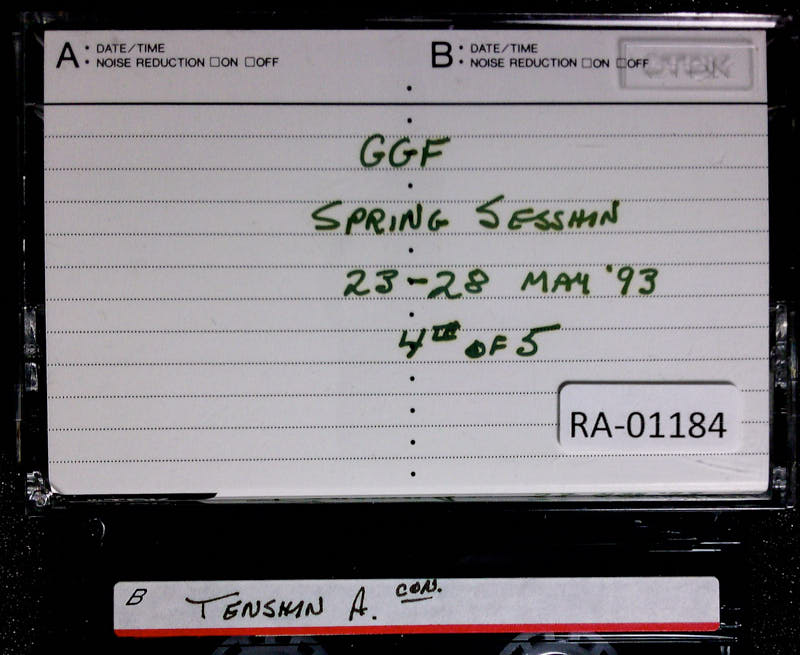 A • DATE/TIME
• NOISE REDUCTION □ON □OFF
B • DATE/TIME
• NOISE REDUCTION □ON □OFF
GGF
SPRING SESSHIN
23-28 MAY '93
4TH OF 5
RA-01184
B TENSHIN A. CON.